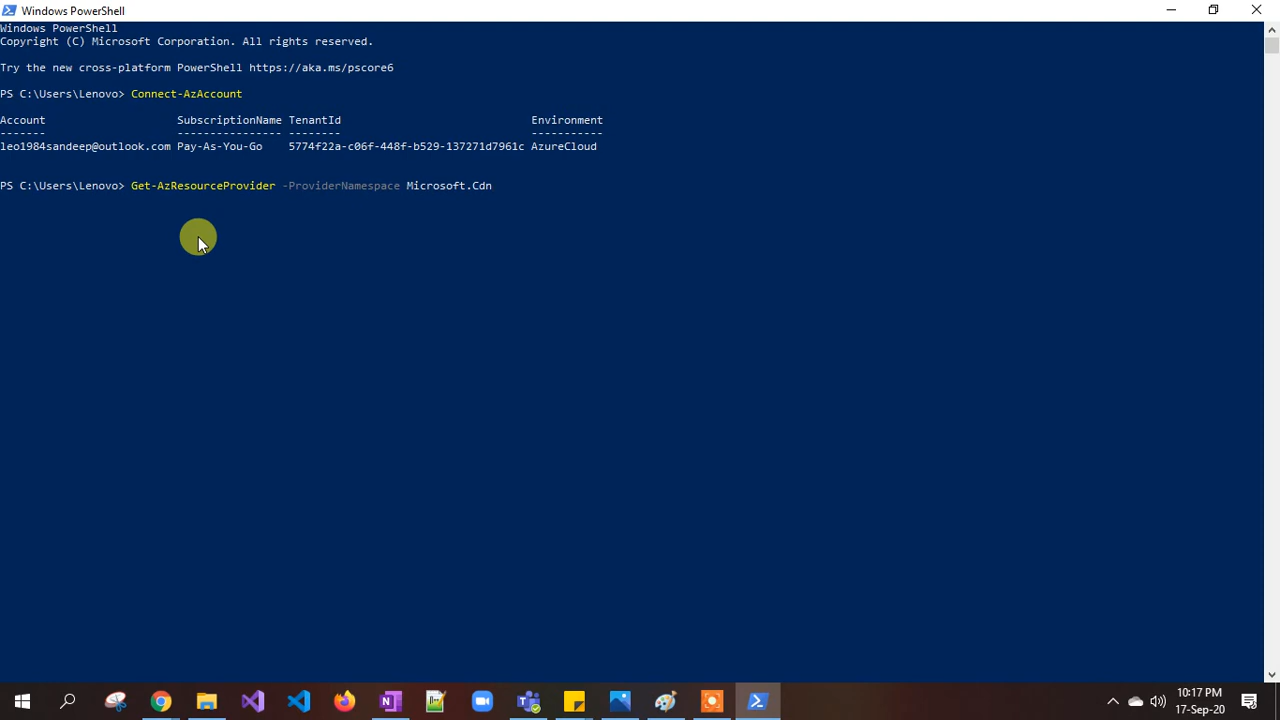 Windows PowerShell
Windows PowerShell
Copyright (C) Microsoft Corporation. All rights reserved.
Try the new cross-platform PowerShell https://aka.ms/pscore6
PS C:\Users\Lenovo> Connect-AzAccount
Account SubscriptionName TenantId Environment
------- ---------------- -------- -----------
leo1984sandeep@outlook.com Pay-As-You-Go 5774f22a-c06f-448f-b529-137271d7961c AzureCloud
PS C:\Users\Lenovo> Get-AzResourceProvider -ProviderNamespace Microsoft.Cdn
10:17 PM
17-Sep-20